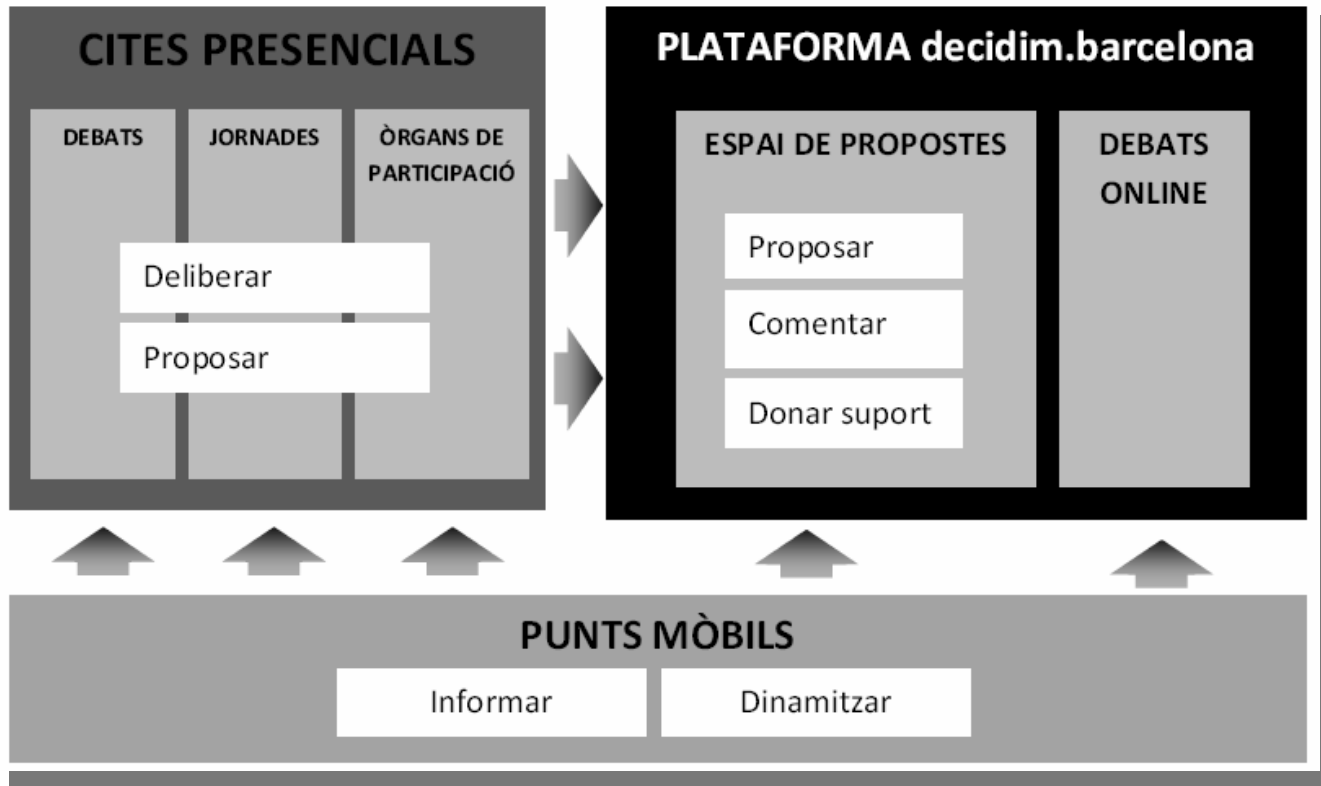 CITES PRESENCIALS
DEBATS
JORNADES
ÒRGANS DE
PARTICIPACIÓ
Deliberar
Proposar
PLATAFORMA decidim.barcelona
ESPAI DE PROPOSTES
Proposar
Comentar
Donar suport
DEBATS
ONLINE
PUNTS MÒBILS
Informar
Dinamitzar